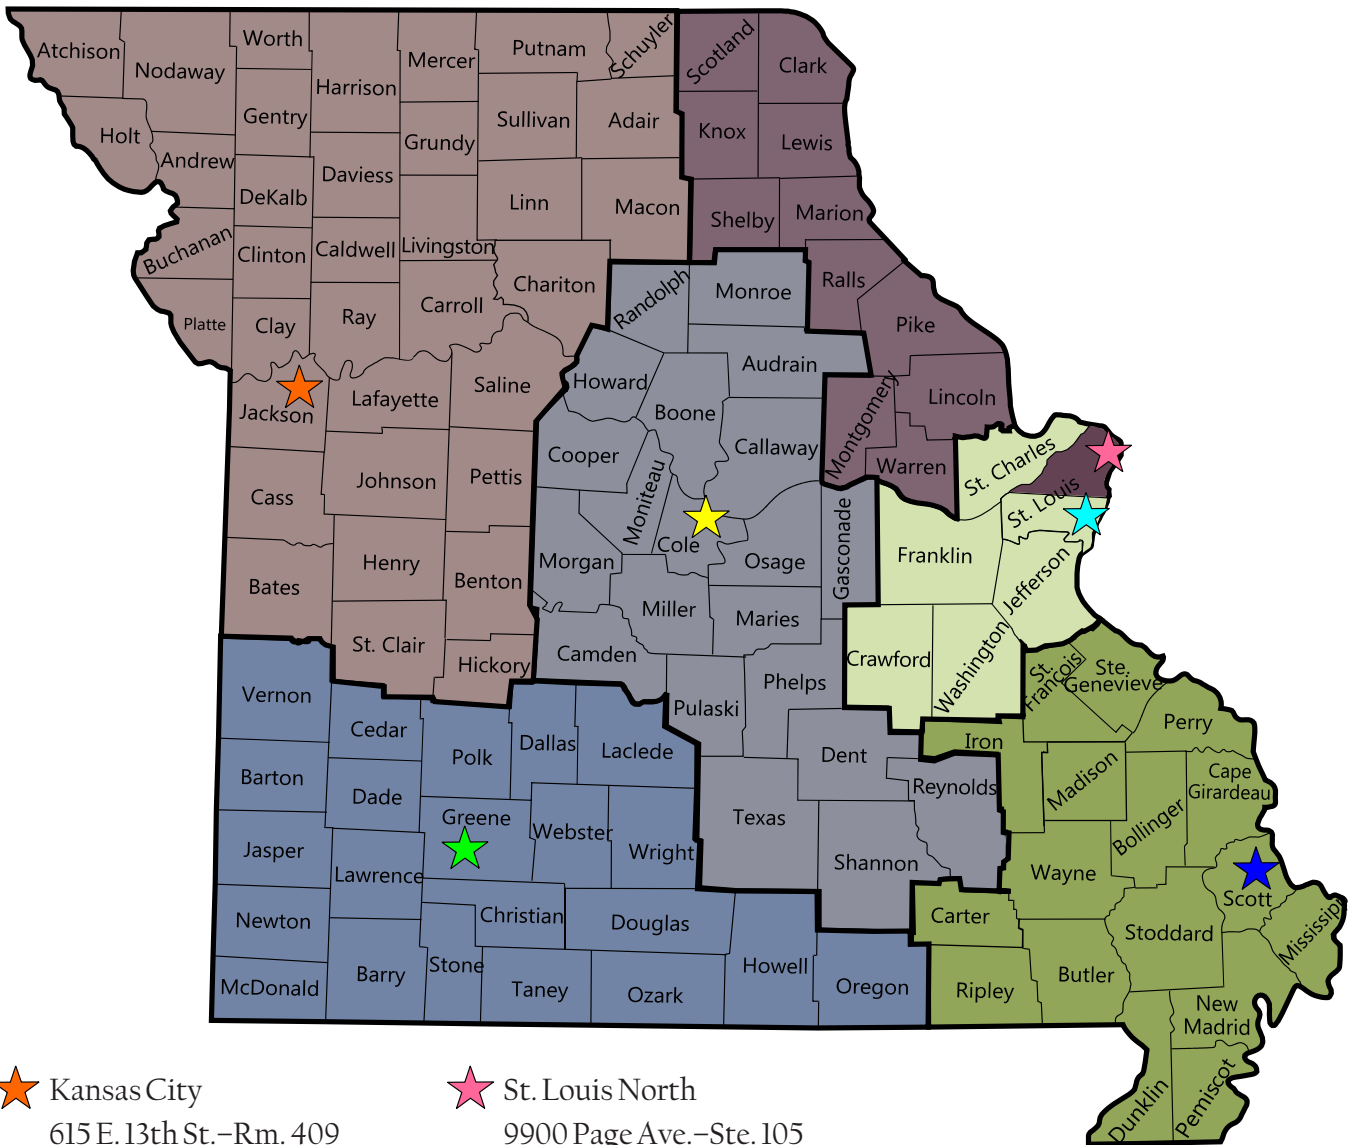 Atchison
Nodaway
Worth
Harrison
Mercer
Putnam
Schuyler
Scotland
Clark
Holt
Gentry
Grundy
Sullivan
Adair
Knox
Lewis
Andrew
DeKalb
Daviess
Linn
Macon
Shelby
Marion
Buchanan
Clinton
Caldwell
Livingston
Chariton
Randolph
Monroe
Ralls
Platte
Clay
Ray
Carroll
Pike
Audrain
Howard
Saline
Jackson
Lafayette
Boone
Montgomery
Lincoln
Cooper
Callaway
Warren
St. Charles
Cass
Johnson
Pettis
Moniteau
St. Louis
Cole
Gasconade
Franklin
Jefferson
Bates
Henry
Benton
Morgan
Osage
Miller
Maries
St. Clair
Hickory
Camden
Crawford
Washington
St.
Francois
Ste.
Genevieve
Vernon
Cedar
Polk
Dallas
Laclede
Pulaski
Phelps
Dent
Iron
Perry
Barton
Dade
Greene
Webster
Wright
Texas
Reynolds
Madison
Bollinger
Cape
Girardeau
Jasper
Lawrence
Shannon
Wayne
Scott
Mississippi
Newton
Christian
Douglas
Carter
Stoddard
McDonald
Barry
Stone
Taney
Ozark
Howell
Oregon
Ripley
Butler
New
Madrid
Dunklin
Pemiscot
Kansas City
615 E. 13th St.–Rm. 409
St. Louis North
9900 Page Ave.–Ste. 105